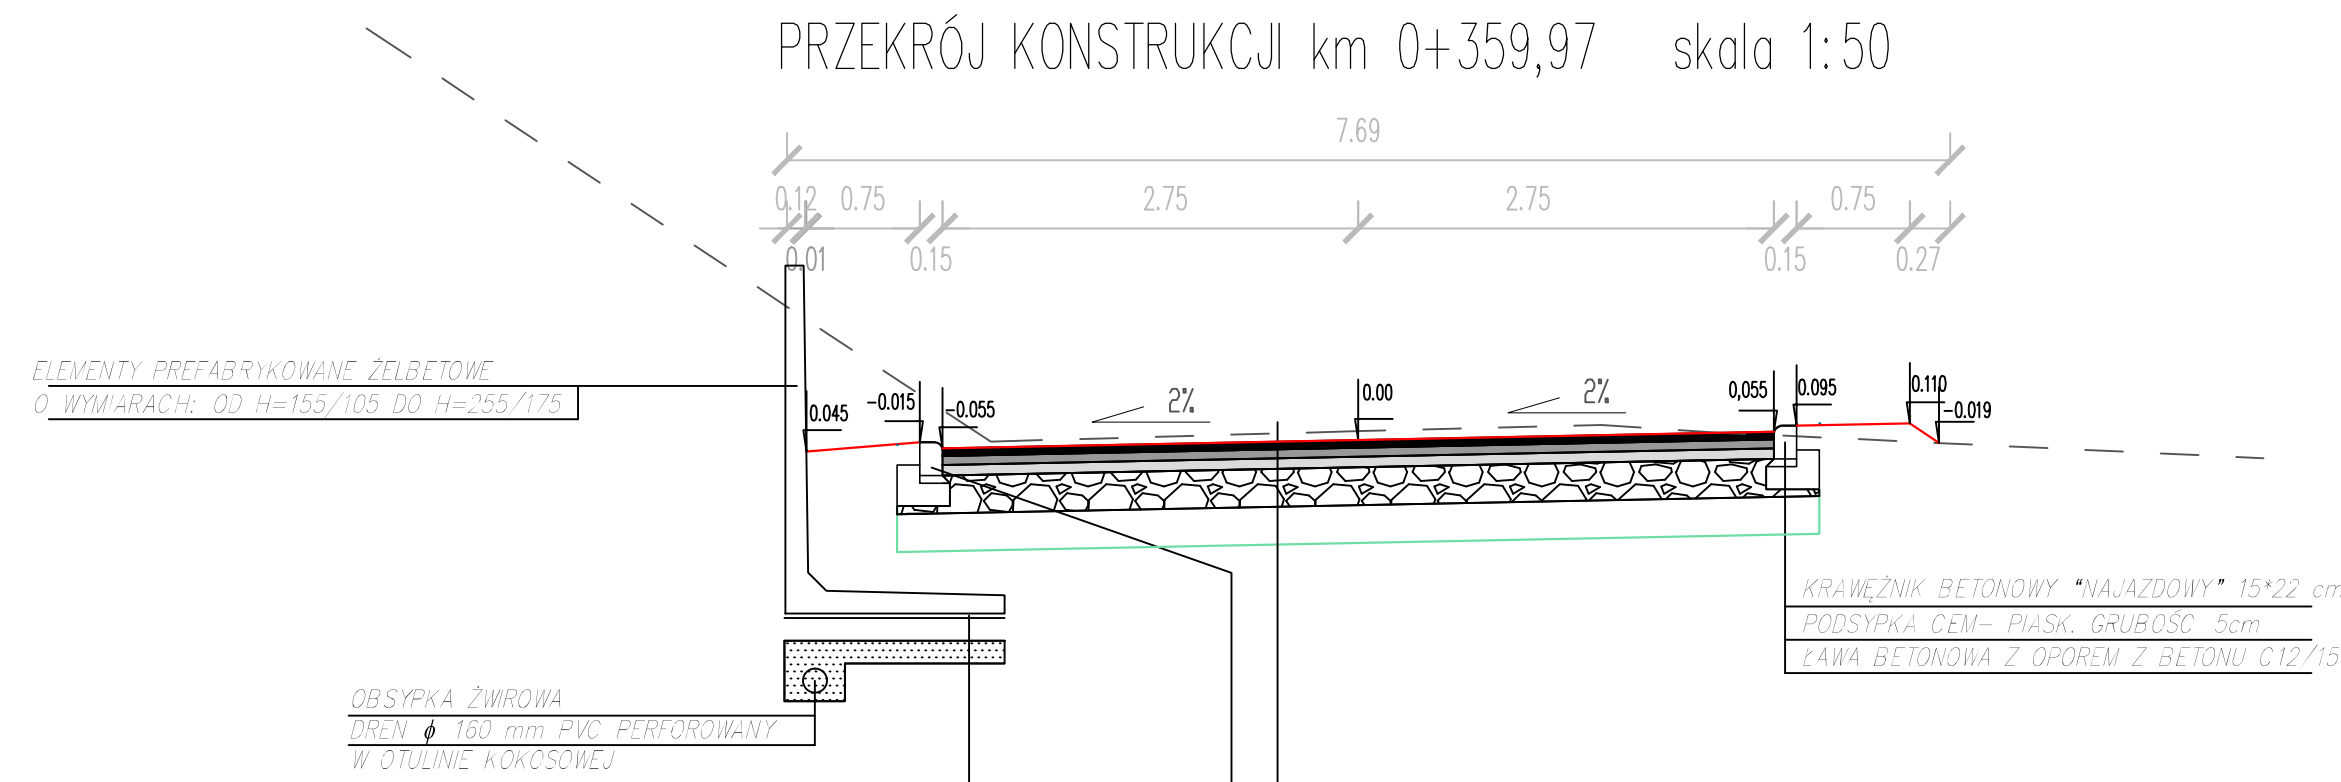 PRZEKRÓJ KONSTRUKCJI km 0+359,97 skala 1:50
7.69
0.12 0.75 2.75 2.75 0.75
0.01 0.15 0.15 0.27
ELEMENTY PREFABRYKOWANE ŻELBETOWE
O WYMIARACH: OD H=155/105 DO H=255/175
0.045 -0.015 -0.055 2% 0.00 2% 0,055 0.095 0.110 -0.019
KRAWĘŻNIK BETONOWY "NAJAZDOWY" 15*22 cm
PODSYPKA CEM- PIASK. GRUBOŚĆ 5cm
ŁAWA BETONOWA Z OPOREM Z BETONU C12/15
OBSYPKA ŻWIROWA
DREN ϕ 160 mm PVC PERFOROWANY
W OTULINIE KOKOSOWEJ